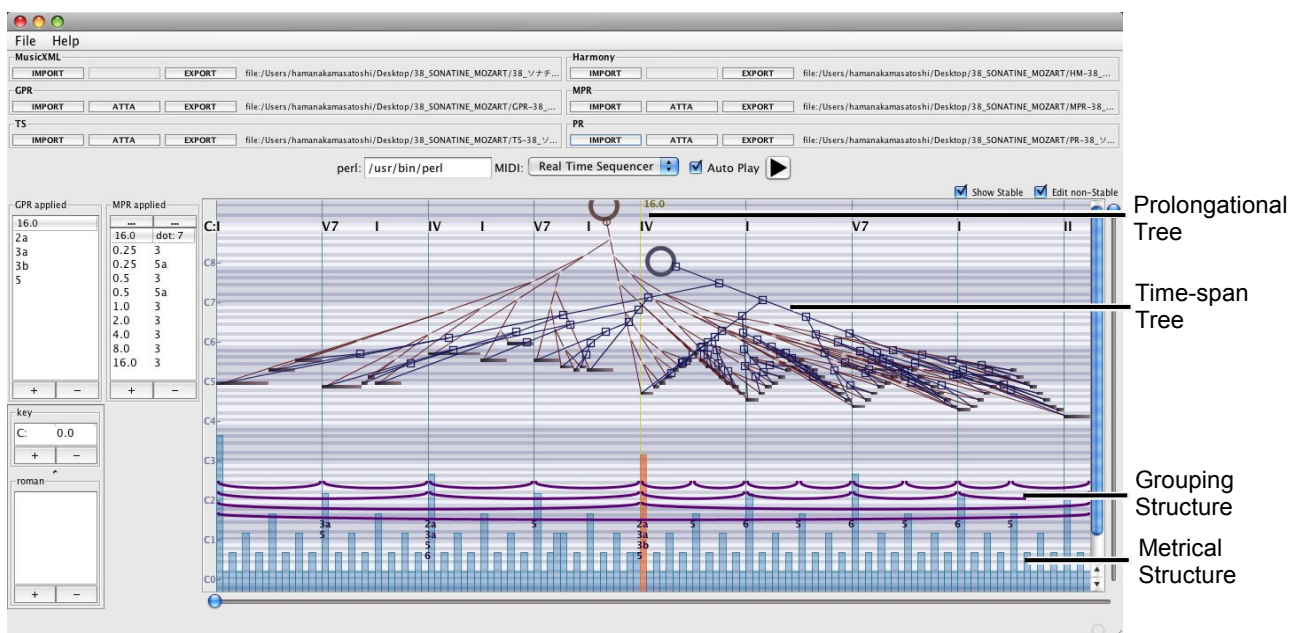 File Help
MusicXML
IMPORT EXPORT file:/Users/hamanakamasatoshi/Desktop/38_SONATINE_MOZART/38_ソナチ...
Harmony
IMPORT EXPORT file:/Users/hamanakamasatoshi/Desktop/38_SONATINE_MOZART/HM-38_...
GPR
IMPORT ATTA EXPORT file:/Users/hamanakamasatoshi/Desktop/38_SONATINE_MOZART/GPR-38_...
MPR
IMPORT ATTA EXPORT file:/Users/hamanakamasatoshi/Desktop/38_SONATINE_MOZART/MPR-38_...
TS
IMPORT ATTA EXPORT file:/Users/hamanakamasatoshi/Desktop/38_SONATINE_MOZART/TS-38_ソ...
PR
IMPORT ATTA EXPORT file:/Users/hamanakamasatoshi/Desktop/38_SONATINE_MOZART/PR-38_ソ...
perl: /usr/bin/perl MIDI: Real Time Sequencer Auto Play
Show Stable Edit non-Stable
GPR applied
16.0
2a
3a
3b
5
+ −
MPR applied
... ...
16.0 dot: 7
0.25 3
0.25 5a
0.5 3
0.5 5a
1.0 3
2.0 3
4.0 3
8.0 3
16.0 3
+ −
key
C: 0.0
+ −
roman
+ −
16.0
C:I V7 I IV I V7 I IV I V7 I II
C8
C7
C6
C5
C4
C3
C2
C1
C0
3a 2a 5 2a 5 6 5 6 5 6 5
5 3a 3a
5 3b
6 5
Prolongational
Tree
Time-span
Tree
Grouping
Structure
Metrical
Structure